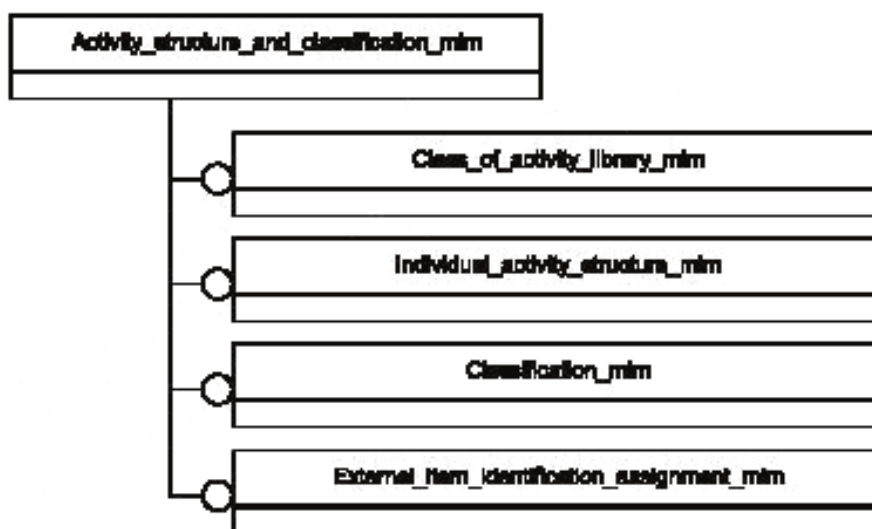 Activity_structure_and_classification_mim
Class_of_activity_library_mim
Individual_activity_structure_mim
Classification_mim
External_item_identification_assignment_mim